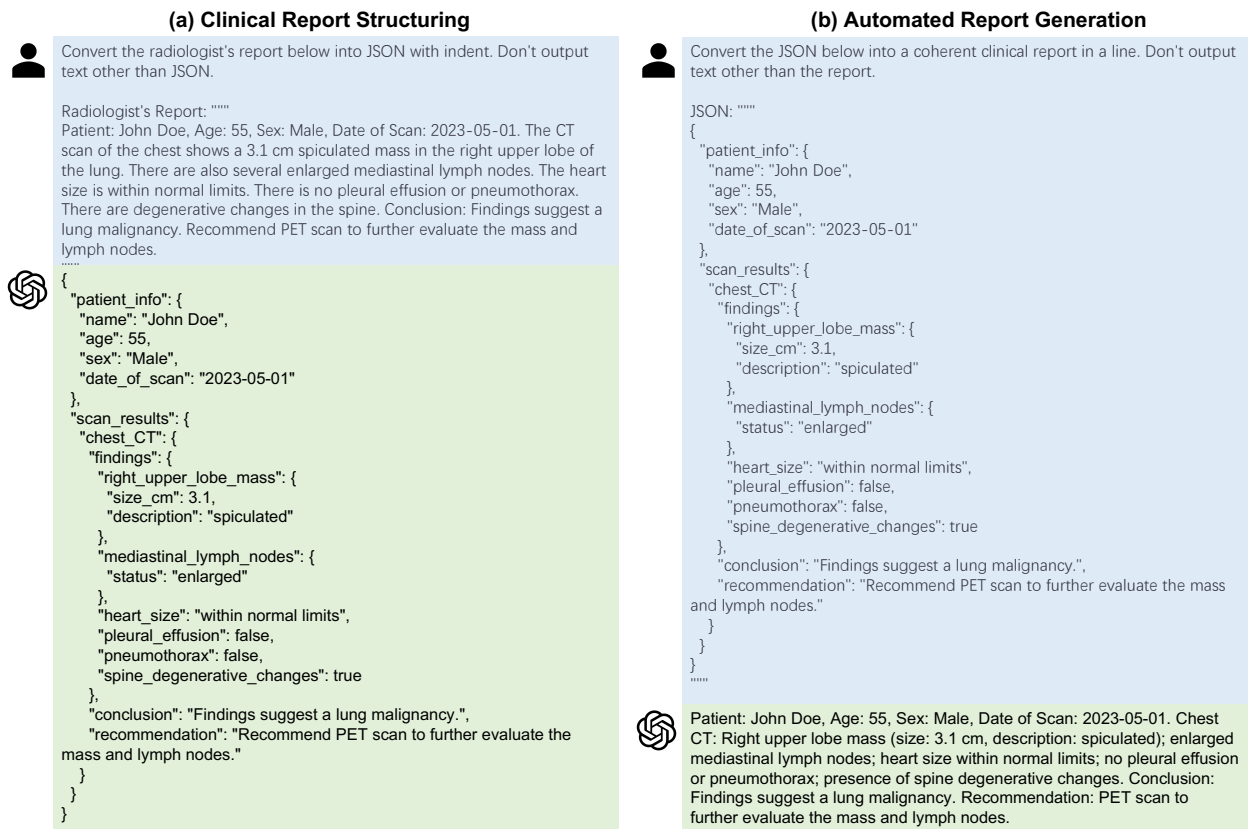 (a) Clinical Report Structuring
Convert the radiologist's report below into JSON with indent. Don't output
text other than JSON.
Radiologist's Report: """
Patient: John Doe, Age: 55, Sex: Male, Date of Scan: 2023-05-01. The CT
scan of the chest shows a 3.1 cm spiculated mass in the right upper lobe of
the lung. There are also several enlarged mediastinal lymph nodes. The heart
size is within normal limits. There is no pleural effusion or pneumothorax.
There are degenerative changes in the spine. Conclusion: Findings suggest a
lung malignancy. Recommend PET scan to further evaluate the mass and
lymph nodes.
"""
{
"patient_info": {
"name": "John Doe",
"age": 55,
"sex": "Male",
"date_of_scan": "2023-05-01"
},
"scan_results": {
"chest_CT": {
"findings": {
"right_upper_lobe_mass": {
"size_cm": 3.1,
"description": "spiculated"
},
"mediastinal_lymph_nodes": {
"status": "enlarged"
},
"heart_size": "within normal limits",
"pleural_effusion": false,
"pneumothorax": false,
"spine_degenerative_changes": true
},
"conclusion": "Findings suggest a lung malignancy.",
"recommendation": "Recommend PET scan to further evaluate the
mass and lymph nodes."
}
}
}
(b) Automated Report Generation
Convert the JSON below into a coherent clinical report in a line. Don't output
text other than the report.
JSON: """
{
"patient_info": {
"name": "John Doe",
"age": 55,
"sex": "Male",
"date_of_scan": "2023-05-01"
},
"scan_results": {
"chest_CT": {
"findings": {
"right_upper_lobe_mass": {
"size_cm": 3.1,
"description": "spiculated"
},
"mediastinal_lymph_nodes": {
"status": "enlarged"
},
"heart_size": "within normal limits",
"pleural_effusion": false,
"pneumothorax": false,
"spine_degenerative_changes": true
},
"conclusion": "Findings suggest a lung malignancy.",
"recommendation": "Recommend PET scan to further evaluate the mass
and lymph nodes."
}
}
}
"""
Patient: John Doe, Age: 55, Sex: Male, Date of Scan: 2023-05-01. Chest
CT: Right upper lobe mass (size: 3.1 cm, description: spiculated); enlarged
mediastinal lymph nodes; heart size within normal limits; no pleural effusion
or pneumothorax; presence of spine degenerative changes. Conclusion:
Findings suggest a lung malignancy. Recommendation: PET scan to
further evaluate the mass and lymph nodes.